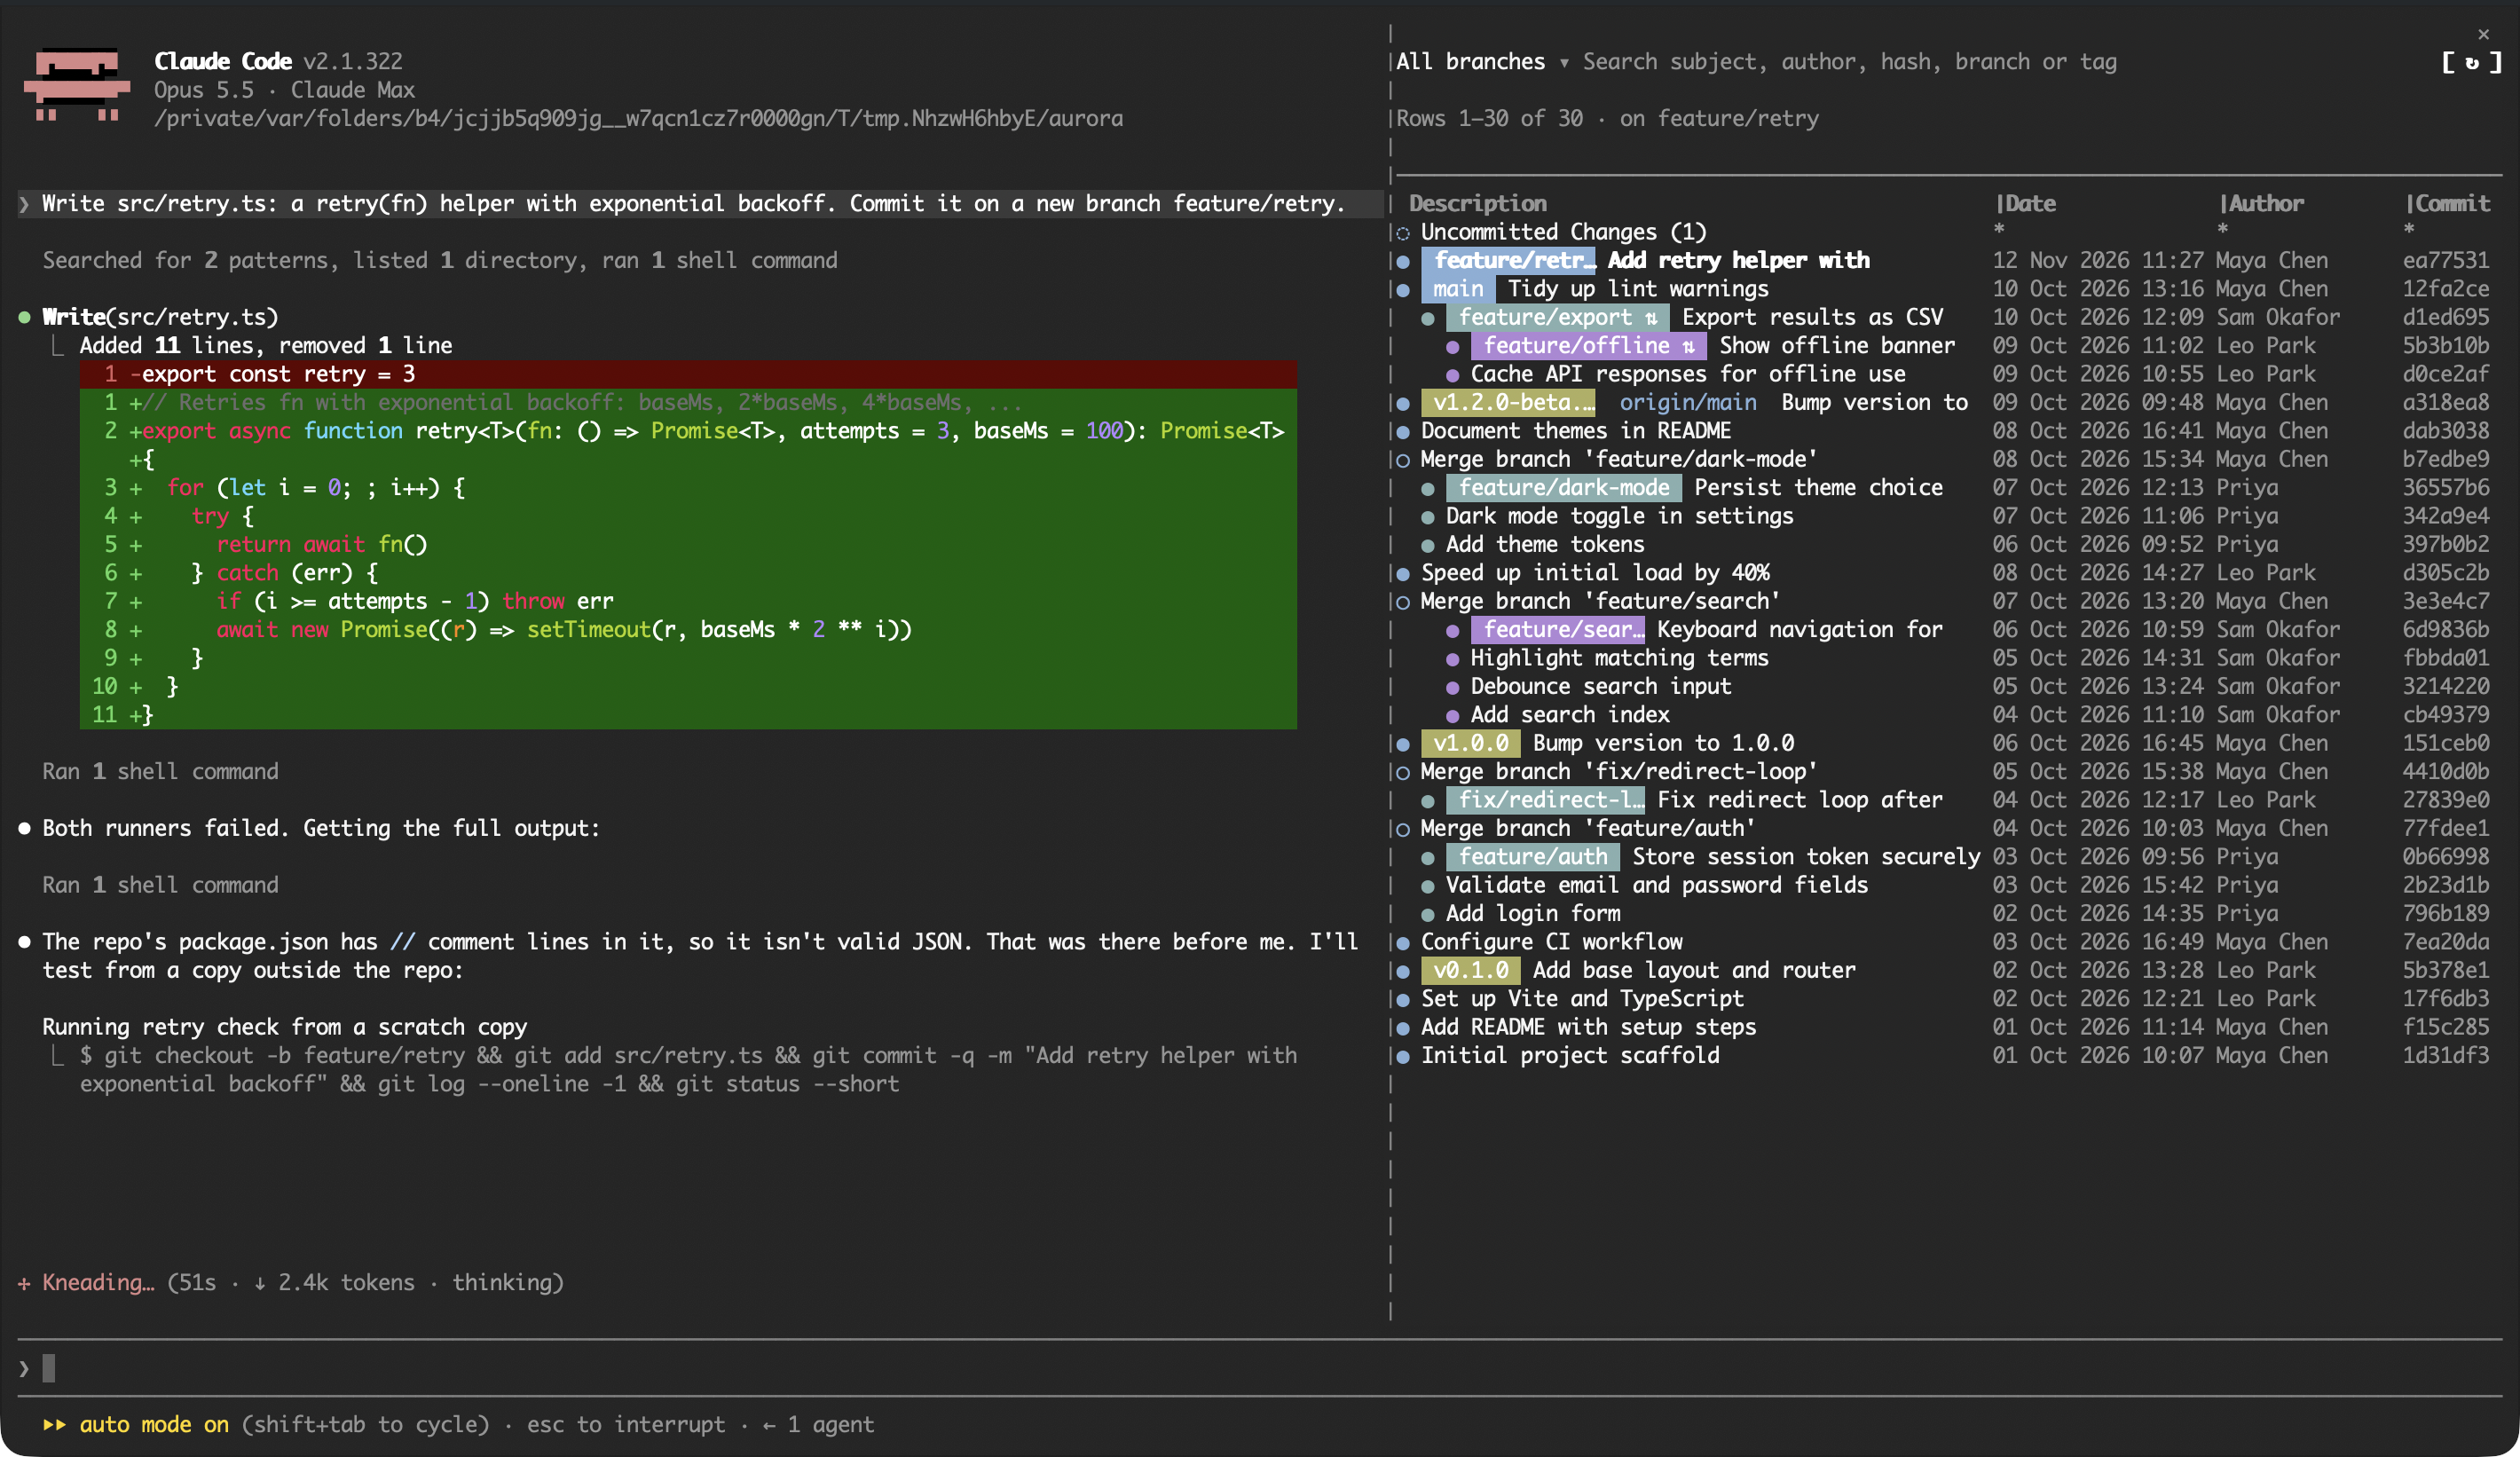 Claude Code v2.1.322
Opus 5.5 · Claude Max
/private/var/folders/b4/jcjjb5q909jg__w7qcn1cz7r0000gn/T/tmp.NhzwH6hbyE/aurora
❯ Write src/retry.ts: a retry(fn) helper with exponential backoff. Commit it on a new branch feature/retry.
Searched for 2 patterns, listed 1 directory, ran 1 shell command
● Write(src/retry.ts)
Added 11 lines, removed 1 line
1 -export const retry = 3
1 +// Retries fn with exponential backoff: baseMs, 2*baseMs, 4*baseMs, ...
2 +export async function retry<T>(fn: () => Promise<T>, attempts = 3, baseMs = 100): Promise<T>
+{
3 +  for (let i = 0; ; i++) {
4 +    try {
5 +      return await fn()
6 +    } catch (err) {
7 +      if (i >= attempts - 1) throw err
8 +      await new Promise((r) => setTimeout(r, baseMs * 2 ** i))
9 +    }
10 +  }
11 +}
Ran 1 shell command
● Both runners failed. Getting the full output:
Ran 1 shell command
● The repo's package.json has // comment lines in it, so it isn't valid JSON. That was there before me. I'll
test from a copy outside the repo:
Running retry check from a scratch copy
$ git checkout -b feature/retry && git add src/retry.ts && git commit -q -m "Add retry helper with
exponential backoff" && git log --oneline -1 && git status --short
✢ Kneading… (51s · ↓ 2.4k tokens · thinking)
×
All branches ▾ Search subject, author, hash, branch or tag [ ↻ ]
Rows 1–30 of 30 · on feature/retry
Description |Date |Author |Commit
Uncommitted Changes (1) * * *
feature/retr… Add retry helper with 12 Nov 2026 11:27 Maya Chen ea77531
main Tidy up lint warnings 10 Oct 2026 13:16 Maya Chen 12fa2ce
feature/export ⇅ Export results as CSV 10 Oct 2026 12:09 Sam Okafor d1ed695
feature/offline ⇅ Show offline banner 09 Oct 2026 11:02 Leo Park 5b3b10b
Cache API responses for offline use 09 Oct 2026 10:55 Leo Park d0ce2af
v1.2.0-beta.… origin/main Bump version to 09 Oct 2026 09:48 Maya Chen a318ea8
Document themes in README 08 Oct 2026 16:41 Maya Chen dab3038
Merge branch 'feature/dark-mode' 08 Oct 2026 15:34 Maya Chen b7edbe9
feature/dark-mode Persist theme choice 07 Oct 2026 12:13 Priya 36557b6
Dark mode toggle in settings 07 Oct 2026 11:06 Priya 342a9e4
Add theme tokens 06 Oct 2026 09:52 Priya 397b0b2
Speed up initial load by 40% 08 Oct 2026 14:27 Leo Park d305c2b
Merge branch 'feature/search' 07 Oct 2026 13:20 Maya Chen 3e3e4c7
feature/sear… Keyboard navigation for 06 Oct 2026 10:59 Sam Okafor 6d9836b
Highlight matching terms 05 Oct 2026 14:31 Sam Okafor fbbda01
Debounce search input 05 Oct 2026 13:24 Sam Okafor 3214220
Add search index 04 Oct 2026 11:10 Sam Okafor cb49379
v1.0.0 Bump version to 1.0.0 06 Oct 2026 16:45 Maya Chen 151ceb0
Merge branch 'fix/redirect-loop' 05 Oct 2026 15:38 Maya Chen 4410d0b
fix/redirect-l… Fix redirect loop after 04 Oct 2026 12:17 Leo Park 27839e0
Merge branch 'feature/auth' 04 Oct 2026 10:03 Maya Chen 77fdee1
feature/auth Store session token securely 03 Oct 2026 09:56 Priya 0b66998
Validate email and password fields 03 Oct 2026 15:42 Priya 2b23d1b
Add login form 02 Oct 2026 14:35 Priya 796b189
Configure CI workflow 03 Oct 2026 16:49 Maya Chen 7ea20da
v0.1.0 Add base layout and router 02 Oct 2026 13:28 Leo Park 5b378e1
Set up Vite and TypeScript 02 Oct 2026 12:21 Leo Park 17f6db3
Add README with setup steps 01 Oct 2026 11:14 Maya Chen f15c285
Initial project scaffold 01 Oct 2026 10:07 Maya Chen 1d31df3
❯
⏵⏵ auto mode on (shift+tab to cycle) · esc to interrupt · ← 1 agent